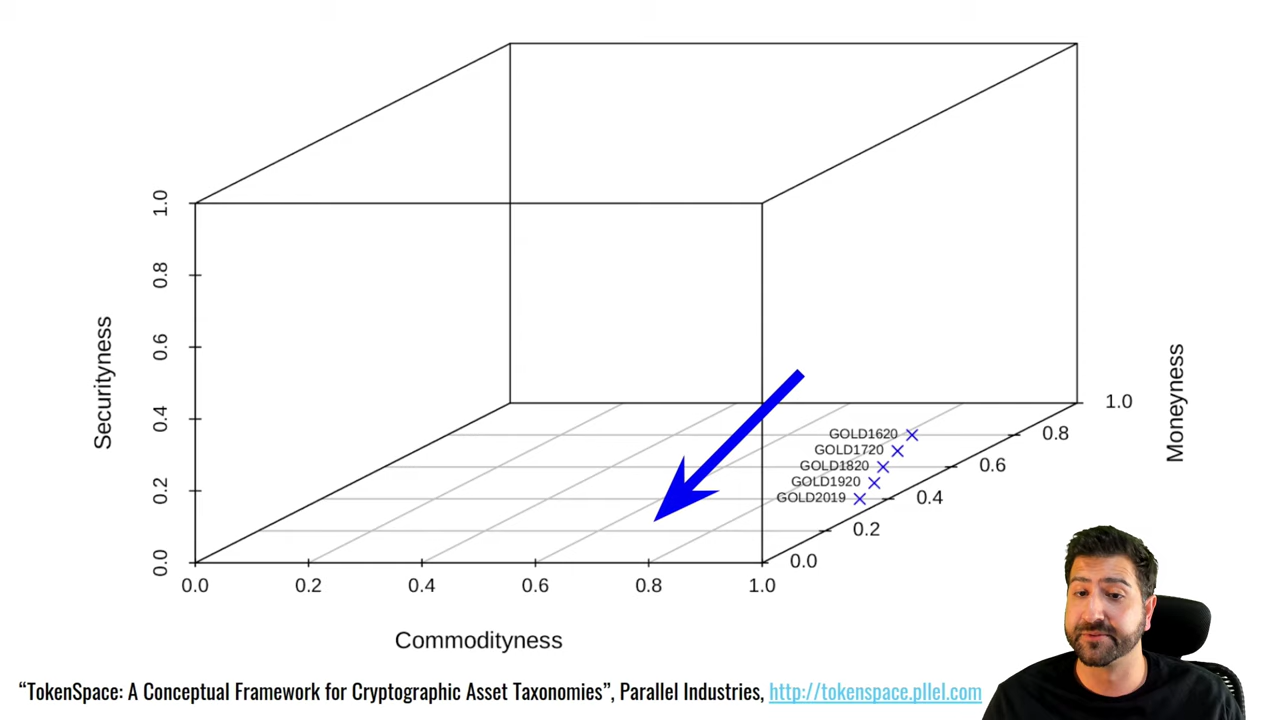 Securityness
1.0
0.8
0.6
0.4
0.2
0.0
0.0 0.2 0.4 0.6 0.8 1.0
Commodityness
Moneyness
1.0
0.8
0.6
0.4
0.2
0.0
GOLD1620
GOLD1720
GOLD1820
GOLD1920
GOLD2019
“TokenSpace: A Conceptual Framework for Cryptographic Asset Taxonomies”, Parallel Industries, http://tokenspace.pllel.com